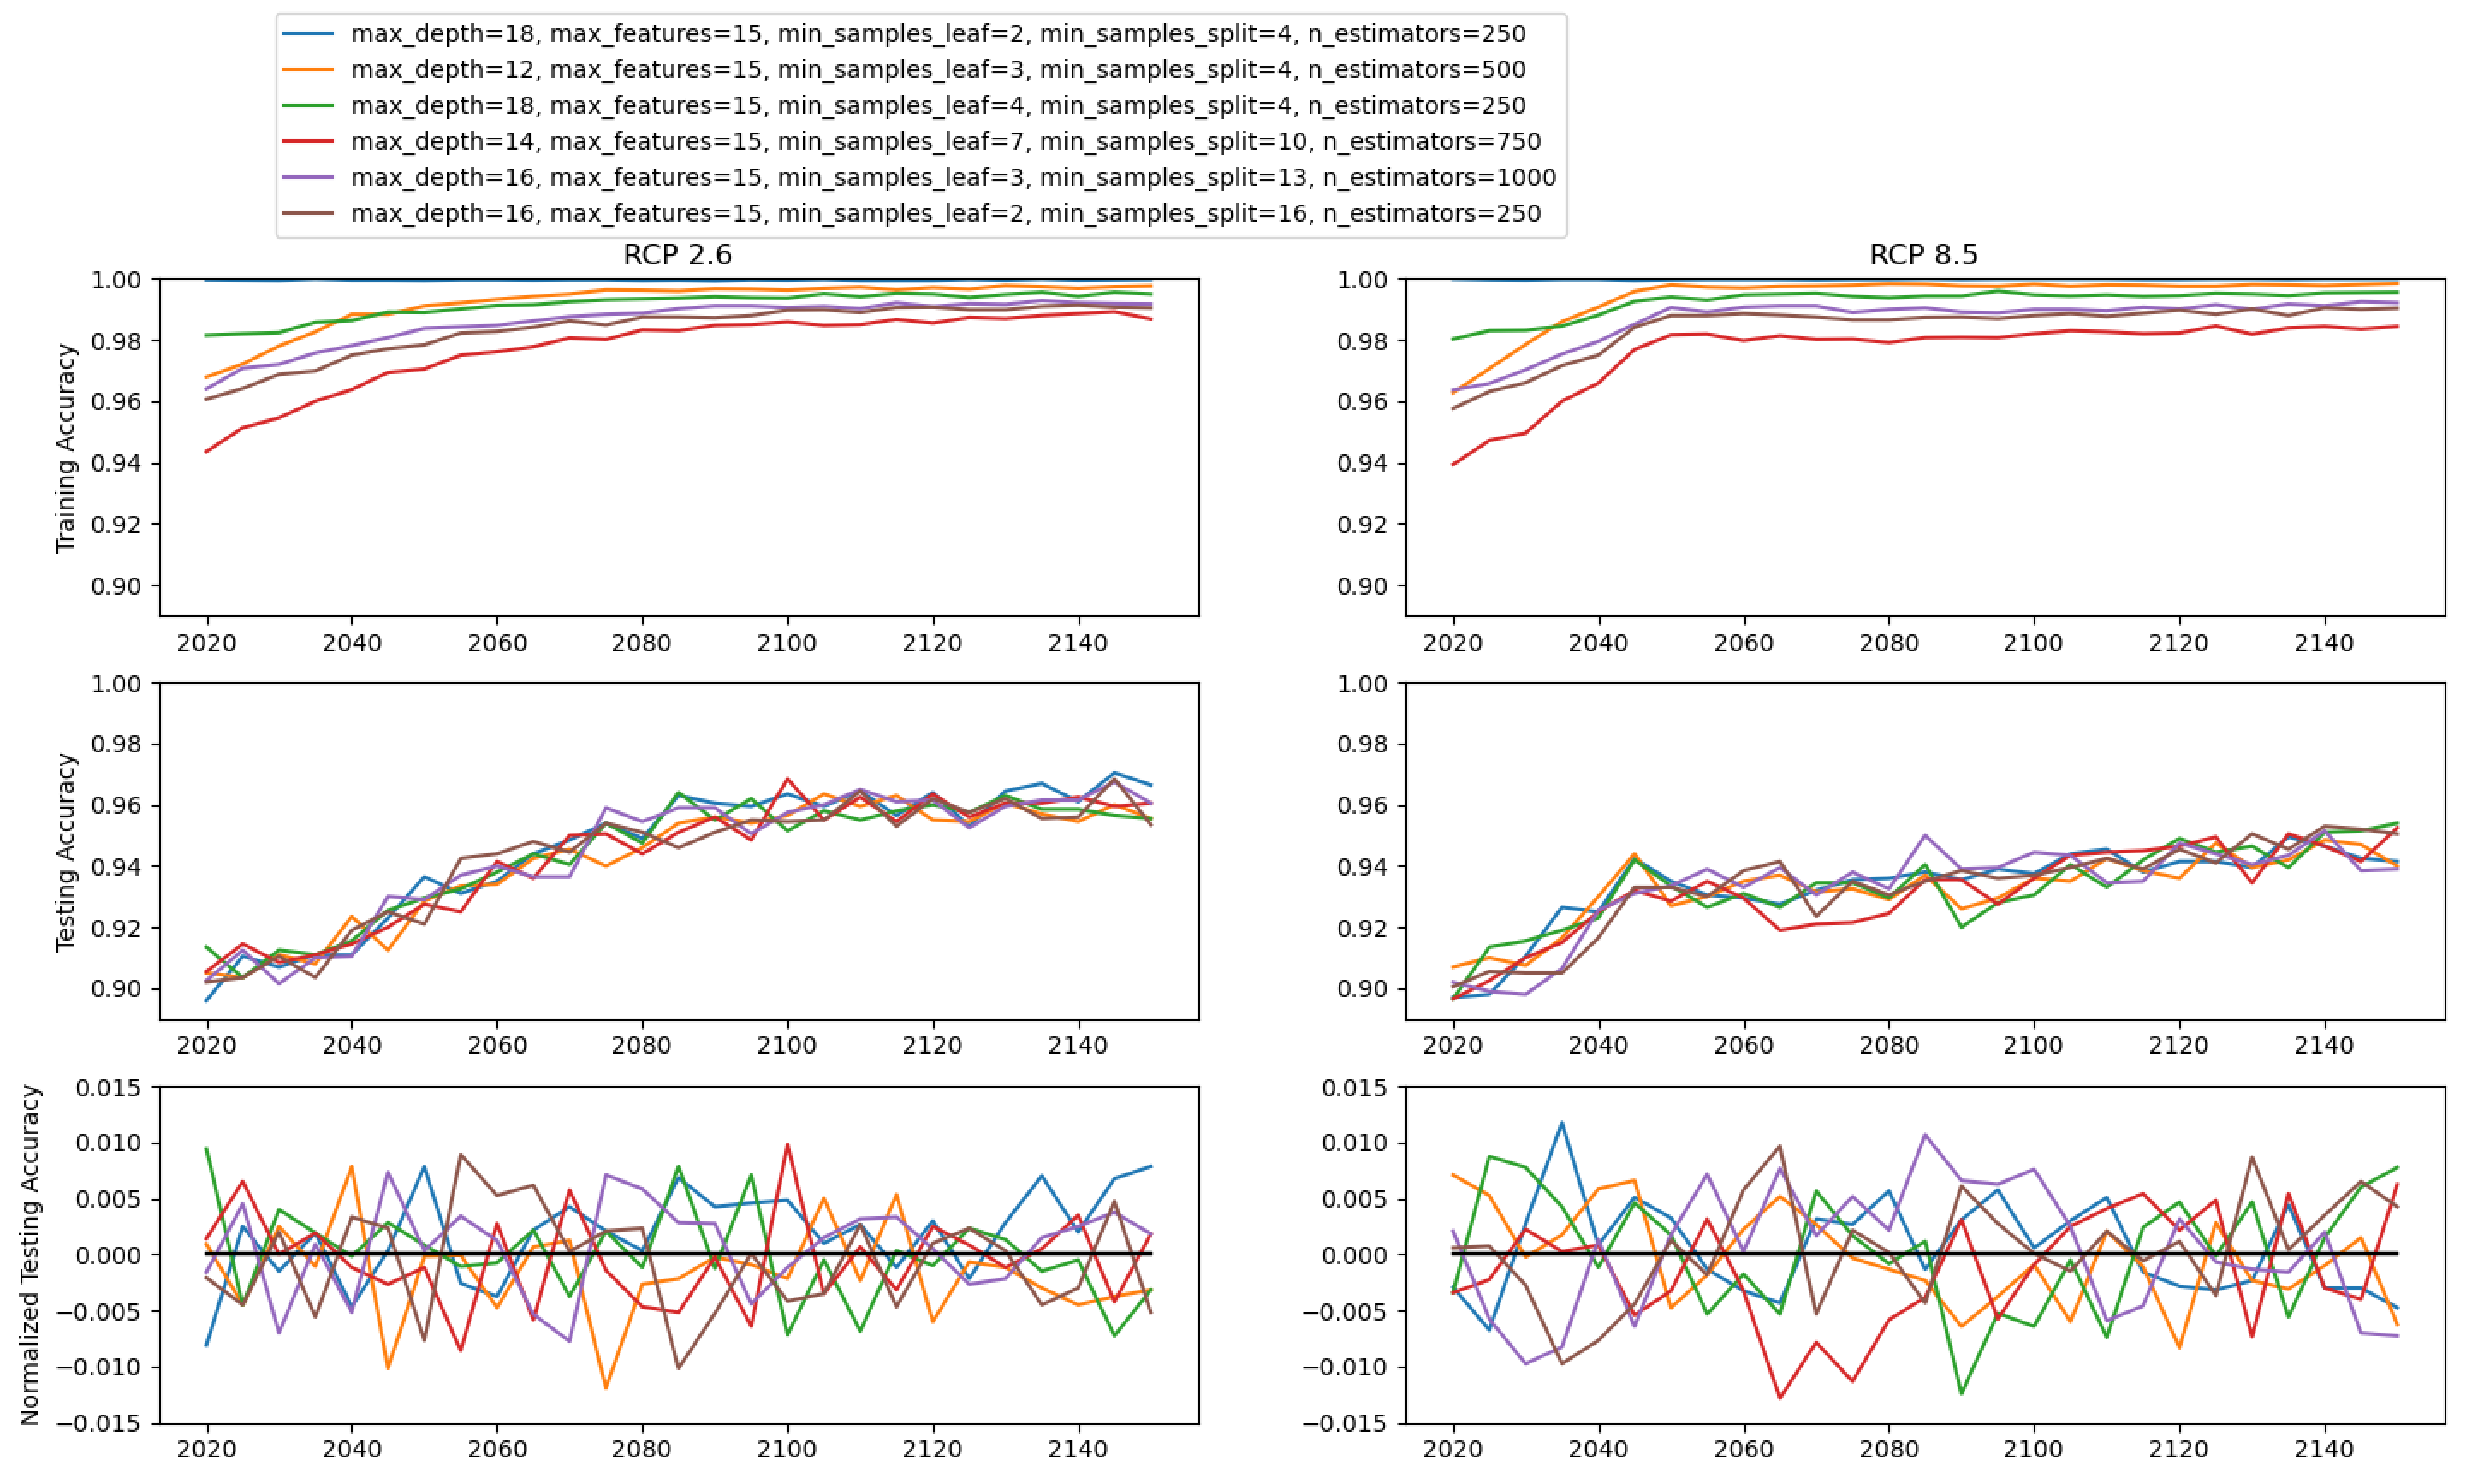 max_depth=18, max_features=15, min_samples_leaf=2, min_samples_split=4, n_estimators=250
max_depth=12, max_features=15, min_samples_leaf=3, min_samples_split=4, n_estimators=500
max_depth=18, max_features=15, min_samples_leaf=4, min_samples_split=4, n_estimators=250
max_depth=14, max_features=15, min_samples_leaf=7, min_samples_split=10, n_estimators=750
max_depth=16, max_features=15, min_samples_leaf=3, min_samples_split=13, n_estimators=1000
max_depth=16, max_features=15, min_samples_leaf=2, min_samples_split=16, n_estimators=250
RCP 2.6
Training Accuracy
1.00
0.98
0.96
0.94
0.92
0.90
2020 2040 2060 2080 2100 2120 2140
RCP 8.5
1.00
0.98
0.96
0.94
0.92
0.90
2020 2040 2060 2080 2100 2120 2140
Testing Accuracy
1.00
0.98
0.96
0.94
0.92
0.90
2020 2040 2060 2080 2100 2120 2140
1.00
0.98
0.96
0.94
0.92
0.90
2020 2040 2060 2080 2100 2120 2140
Normalized Testing Accuracy
0.015
0.010
0.005
0.000
−0.005
−0.010
−0.015
2020 2040 2060 2080 2100 2120 2140
0.015
0.010
0.005
0.000
−0.005
−0.010
−0.015
2020 2040 2060 2080 2100 2120 2140